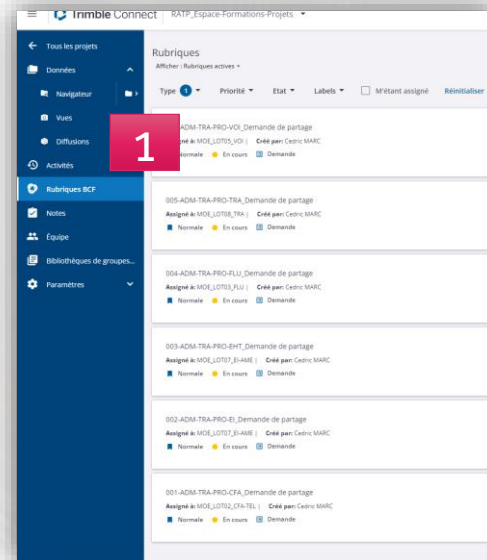 Trimble Connect RATP_Espace-Formations-Projets
Tous les projets
Données
Navigateur
Vues
Diffusions
Activités
Rubriques BCF
Notes
Équipe
Bibliothèques de groupes...
Paramètres
1
Rubriques
Afficher : Rubriques actives
Type 1 Priorité Etat Labels M'étant assigné Réinitialiser
-ADM-TRA-PRO-VOI_Demande de partage
Assigné à: MOE_LOT05_VOI | Créé par: Cedric MARC
Normale En cours Demande
005-ADM-TRA-PRO-TRA_Demande de partage
Assigné à: MOE_LOT08_TRA | Créé par: Cedric MARC
Normale En cours Demande
004-ADM-TRA-PRO-FLU_Demande de partage
Assigné à: MOE_LOT03_FLU | Créé par: Cedric MARC
Normale En cours Demande
003-ADM-TRA-PRO-EHT_Demande de partage
Assigné à: MOE_LOT07_EI-AME | Créé par: Cedric MARC
Normale En cours Demande
002-ADM-TRA-PRO-EI_Demande de partage
Assigné à: MOE_LOT07_EI-AME | Créé par: Cedric MARC
Normale En cours Demande
001-ADM-TRA-PRO-CFA_Demande de partage
Assigné à: MOE_LOT02_CFA-TEL | Créé par: Cedric MARC
Normale En cours Demande